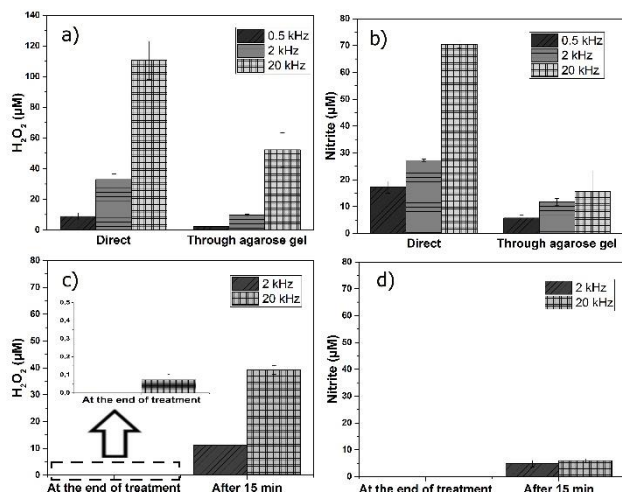 a)
0.5 kHz
2 kHz
20 kHz
H₂O₂ (µM)
140
120
100
80
60
40
20
0
Direct
Through agarose gel
b)
0.5 kHz
2 kHz
20 kHz
Nitrite (µM)
80
70
60
50
40
30
20
10
0
Direct
Through agarose gel
c)
2 kHz
20 kHz
H₂O₂ (µM)
80
70
60
50
40
30
20
10
0
0.5
0.4
0.3
0.2
0.1
0.0
At the end of treatment
At the end of treatment
After 15 min
d)
2 kHz
20 kHz
Nitrite (µM)
80
70
60
50
40
30
20
10
0
At the end of treatment
After 15 min